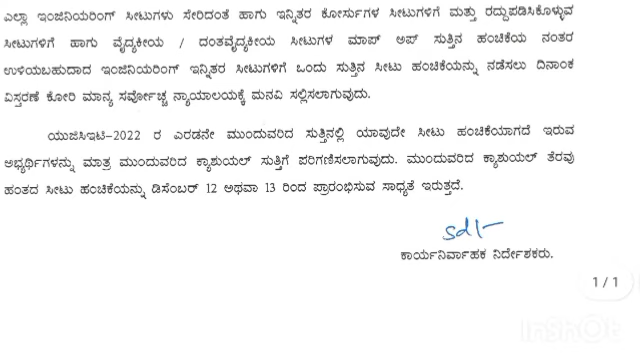 ಎಲ್ಲಾ ಇಂಜಿನಿಯರಿಂಗ್ ಸೀಟುಗಳು ಸೇರಿದಂತೆ ಹಾಗು ಇನ್ನಿತರ ಕೋರ್ಸುಗಳ ಸೀಟುಗಳಿಗೆ ಮತ್ತು ರದ್ದುಪಡಿಸಿಕೊಳ್ಳುವ
ಸೀಟುಗಳಿಗೆ ಹಾಗು ವೈದ್ಯಕೀಯ / ದಂತವೈದ್ಯಕೀಯ ಸೀಟುಗಳ ಮಾಪ್ ಅಪ್ ಸುತ್ತಿನ ಹಂಚಿಕೆಯ ನಂತರ
ಉಳಿಯಬಹುದಾದ ಇಂಜಿನಿಯರಿಂಗ್ ಇನ್ನಿತರ ಸೀಟುಗಳಿಗೆ ಒಂದು ಸುತ್ತಿನ ಸೀಟು ಹಂಚಿಕೆಯನ್ನು ನಡೆಸಲು ದಿನಾಂಕ
ವಿಸ್ತರಣೆ ಕೋರಿ ಮಾನ್ಯ ಸರ್ವೋಚ್ಛ ನ್ಯಾಯಾಲಯಕ್ಕೆ ಮನವಿ ಸಲ್ಲಿಸಲಾಗುವುದು.
ಯುಜಿಸಿಇಟಿ–2022 ರ ಎರಡನೇ ಮುಂದುವರಿದ ಸುತ್ತಿನಲ್ಲಿ ಯಾವುದೇ ಸೀಟು ಹಂಚಿಕೆಯಾಗದೆ ಇರುವ
ಅಭ್ಯರ್ಥಿಗಳನ್ನು ಮಾತ್ರ ಮುಂದುವರಿದ ಕ್ಯಾಶುಯಲ್ ಸುತ್ತಿಗೆ ಪರಿಗಣಿಸಲಾಗುವುದು. ಮುಂದುವರಿದ ಕ್ಯಾಶುಯಲ್ ತೆರವು
ಹಂತದ ಸೀಟು ಹಂಚಿಕೆಯನ್ನು ಡಿಸೆಂಬರ್ 12 ಅಥವಾ 13 ರಿಂದ ಪ್ರಾರಂಭಿಸುವ ಸಾಧ್ಯತೆ ಇರುತ್ತದೆ.
sd/-
ಕಾರ್ಯನಿರ್ವಾಹಕ ನಿರ್ದೇಶಕರು.
1 / 1
InShOt